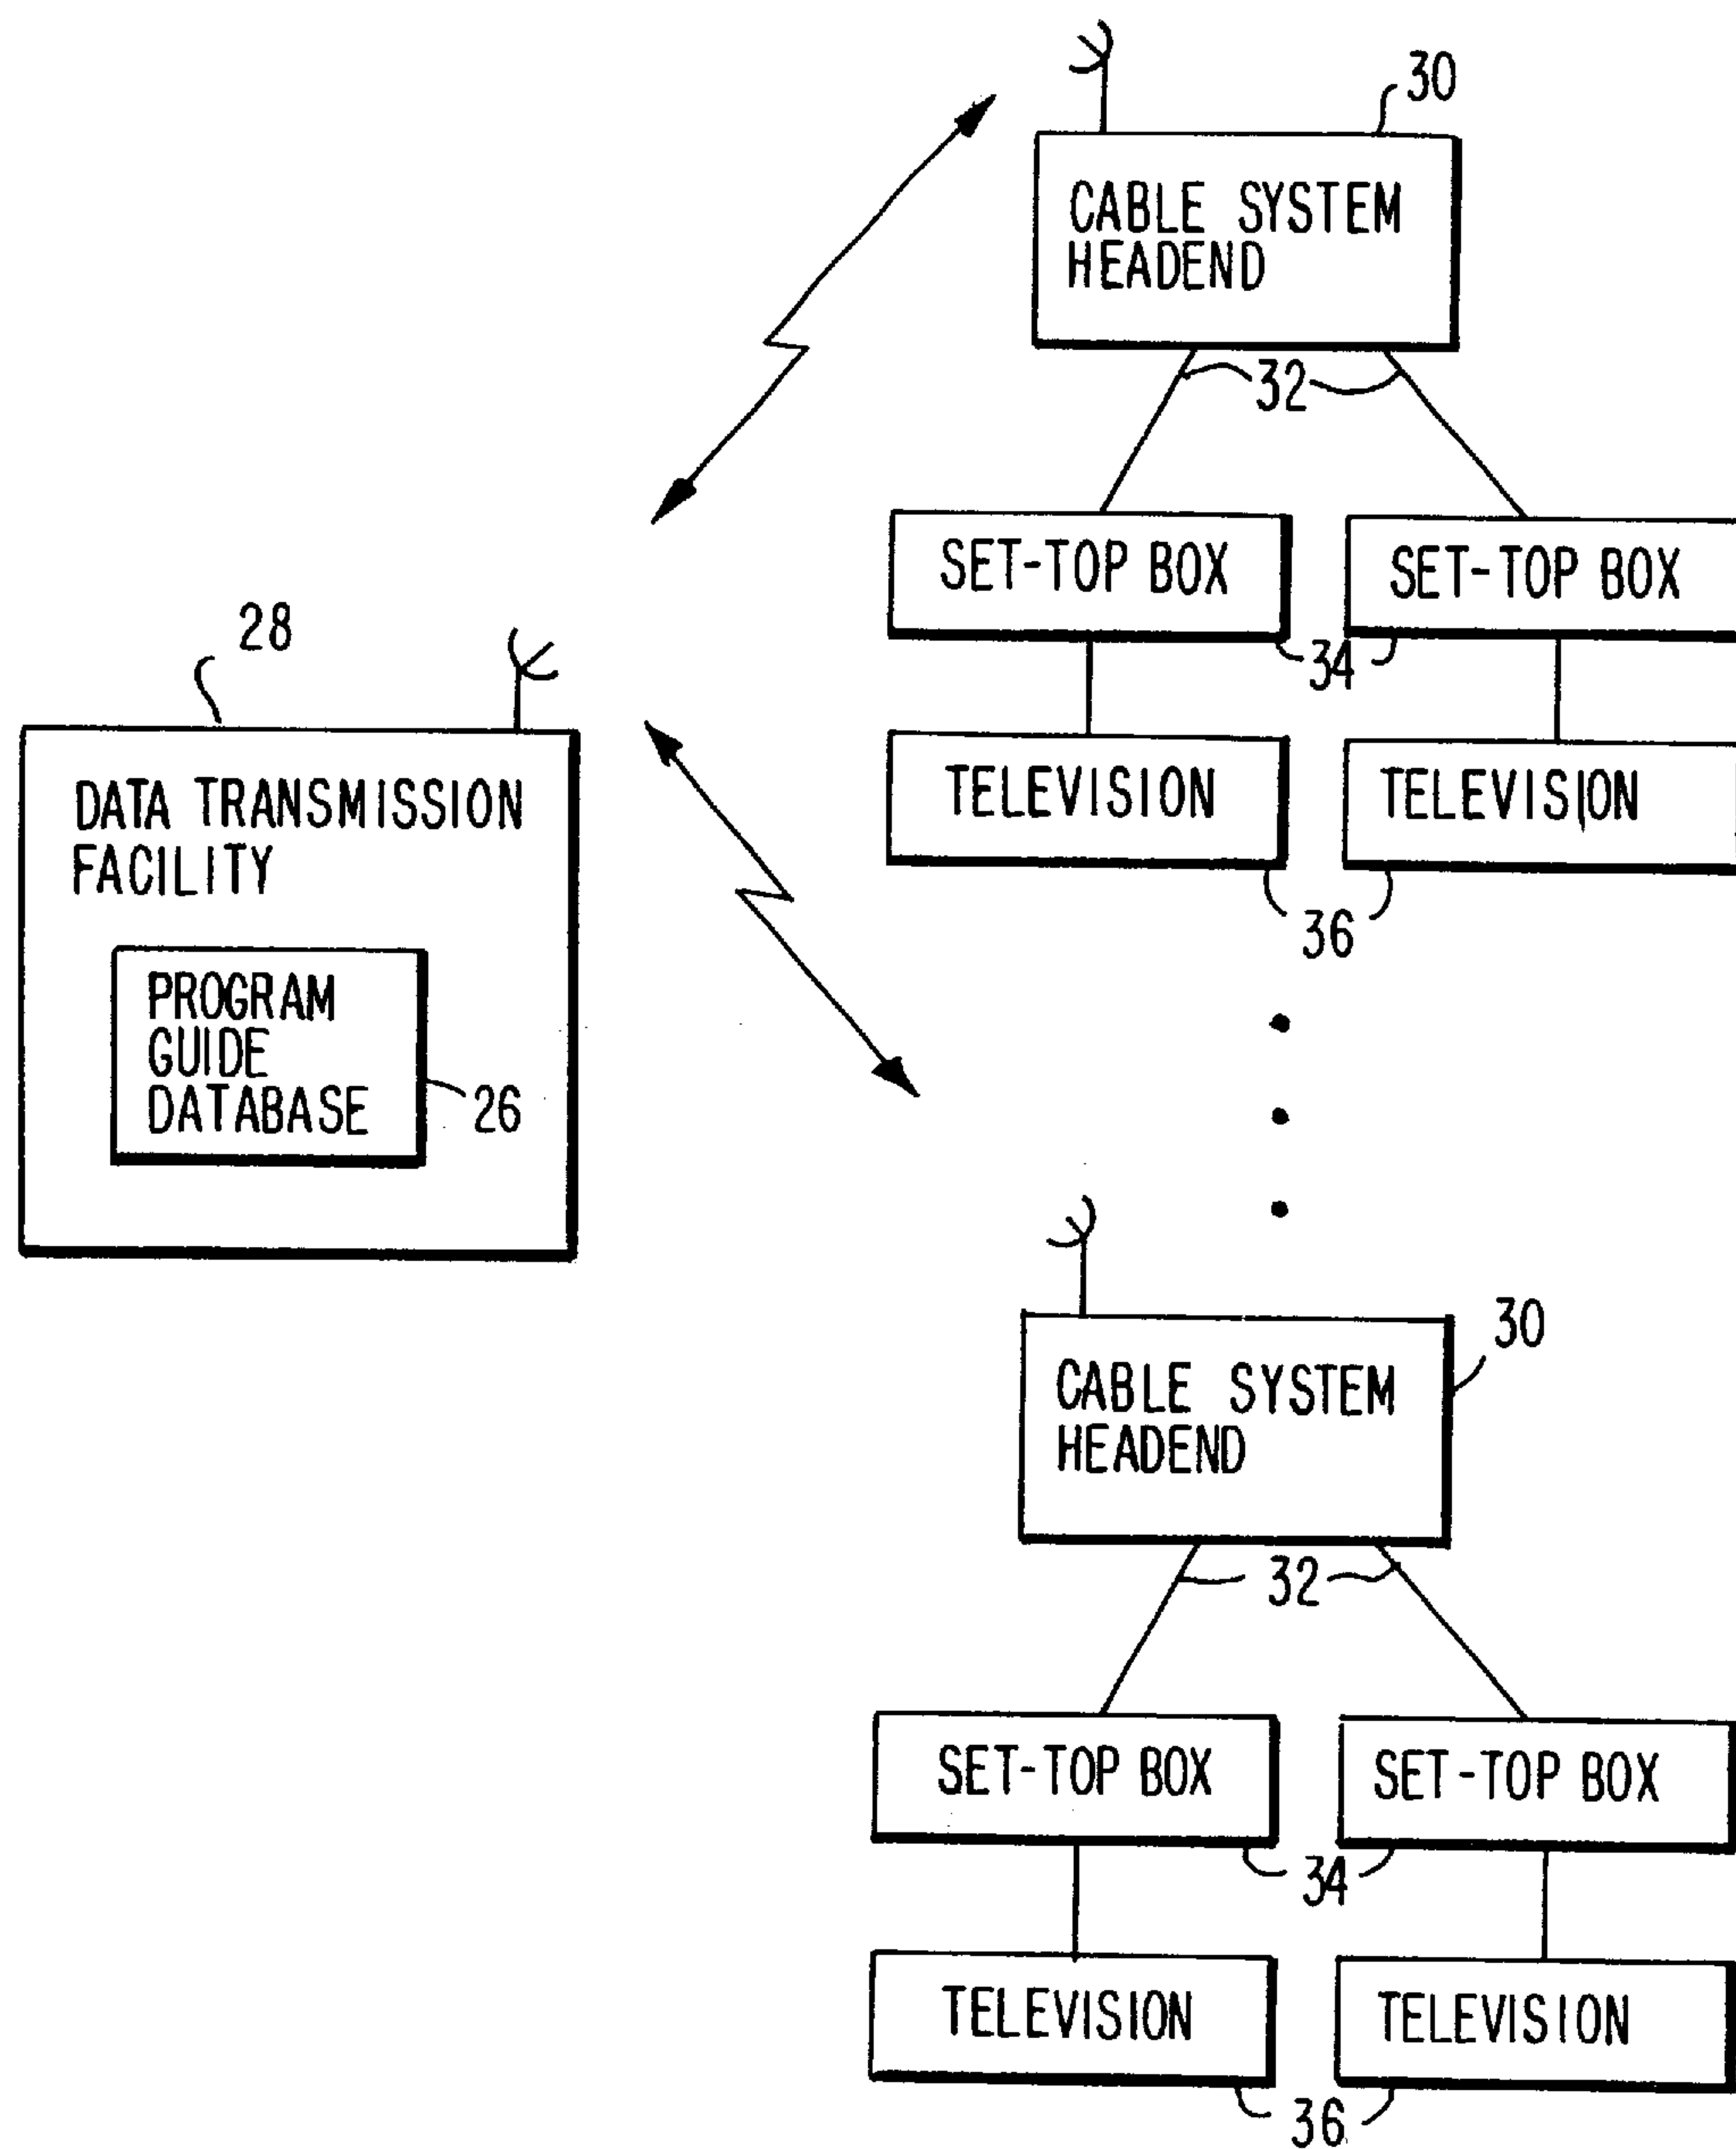 30
CABLE SYSTEM
HEADEND
32
SET-TOP BOX
SET-TOP BOX
34
TELEVISION
TELEVISION
36
28
DATA TRANSMISSION
FACILITY
PROGRAM
GUIDE
DATABASE
26
30
CABLE SYSTEM
HEADEND
32
SET-TOP BOX
SET-TOP BOX
34
TELEVISION
TELEVISION
36